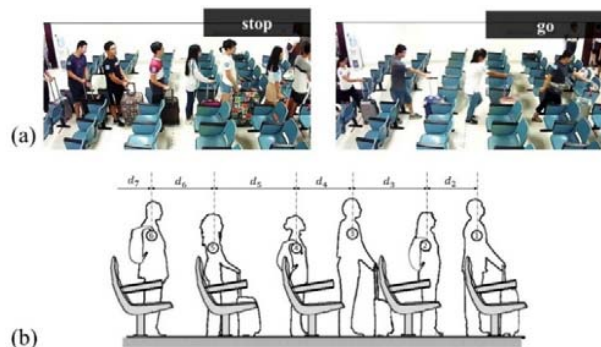 stop
go
(a)
d₇ d₆ d₅ d₄ d₃ d₂
(b)